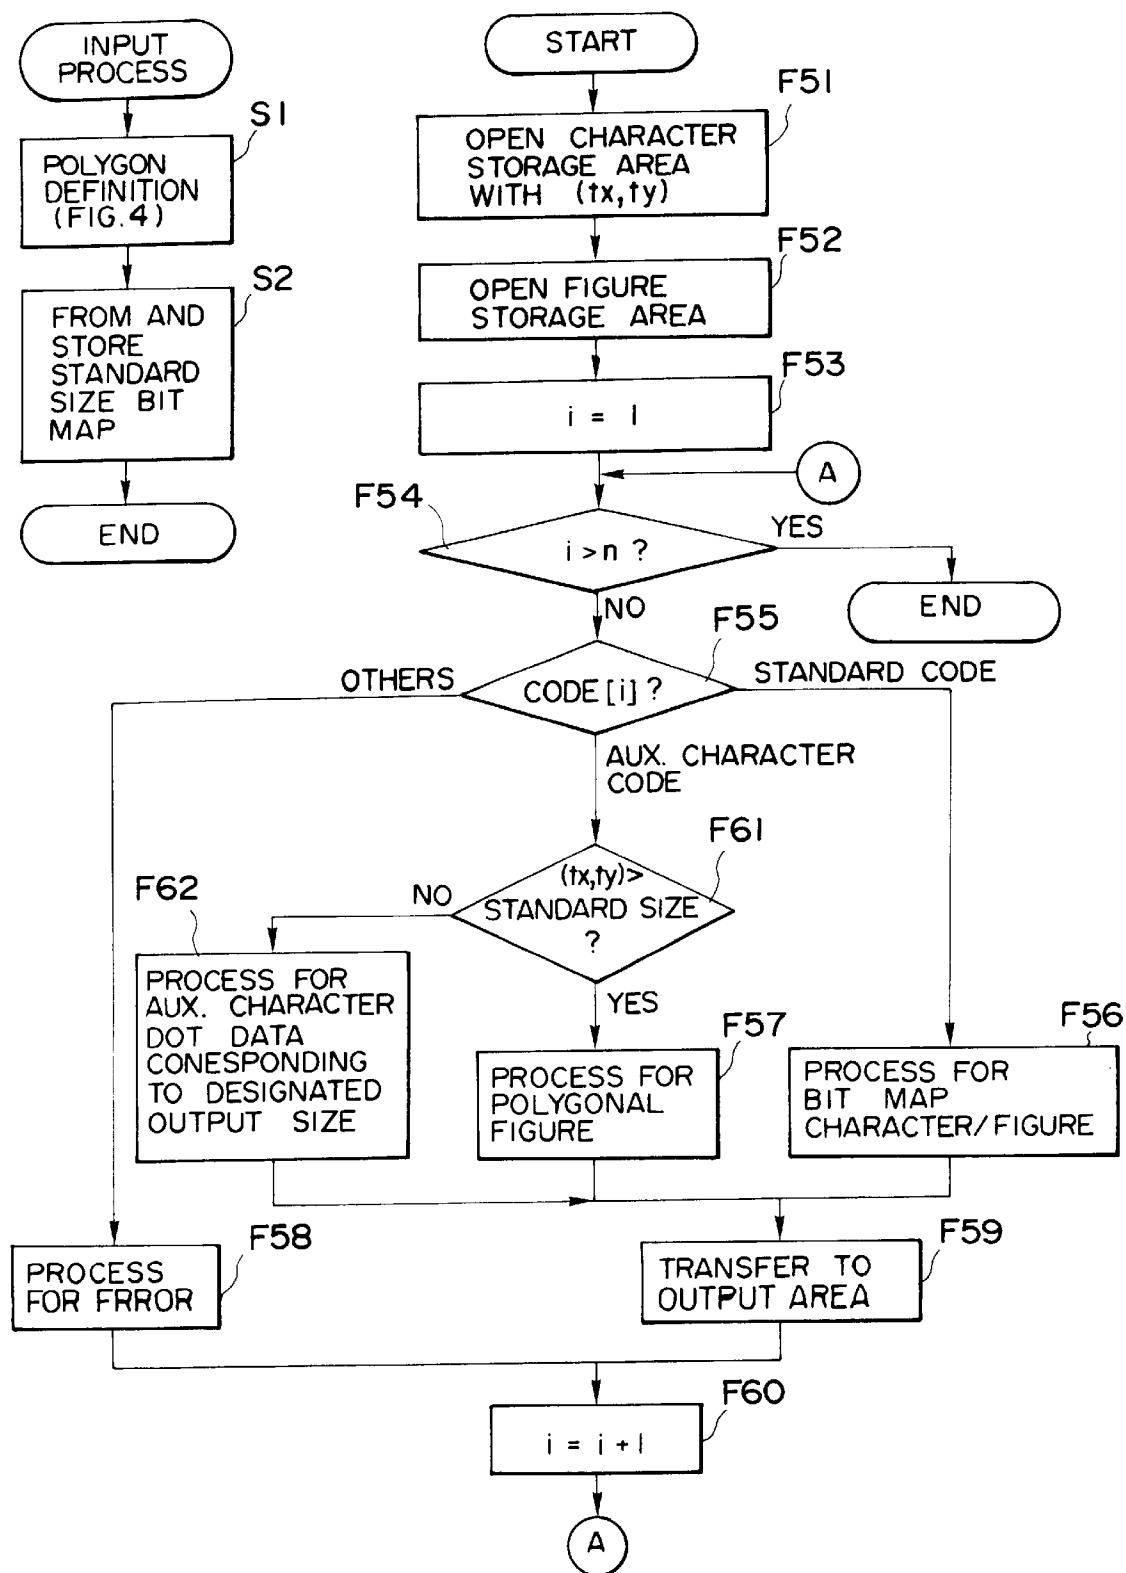 INPUT
PROCESS
S1
POLYGON
DEFINITION
(FIG.4)
S2
FROM AND
STORE
STANDARD
SIZE BIT
MAP
END
START
F51
OPEN CHARACTER
STORAGE AREA
WITH (tx,ty)
F52
OPEN FIGURE
STORAGE AREA
F53
i = 1
A
F54
i>n ?
YES
END
NO
F55
OTHERS
CODE [i] ?
STANDARD CODE
AUX. CHARACTER
CODE
F61
(tx,ty)>
STANDARD SIZE
?
NO
F62
PROCESS FOR
AUX. CHARACTER
DOT DATA
CONESPONDING
TO DESIGNATED
OUTPUT SIZE
YES
F57
PROCESS FOR
POLYGONAL
FIGURE
F56
PROCESS FOR
BIT MAP
CHARACTER/FIGURE
F58
PROCESS
FOR FRROR
F59
TRANSFER TO
OUTPUT AREA
F60
i = i + 1
A